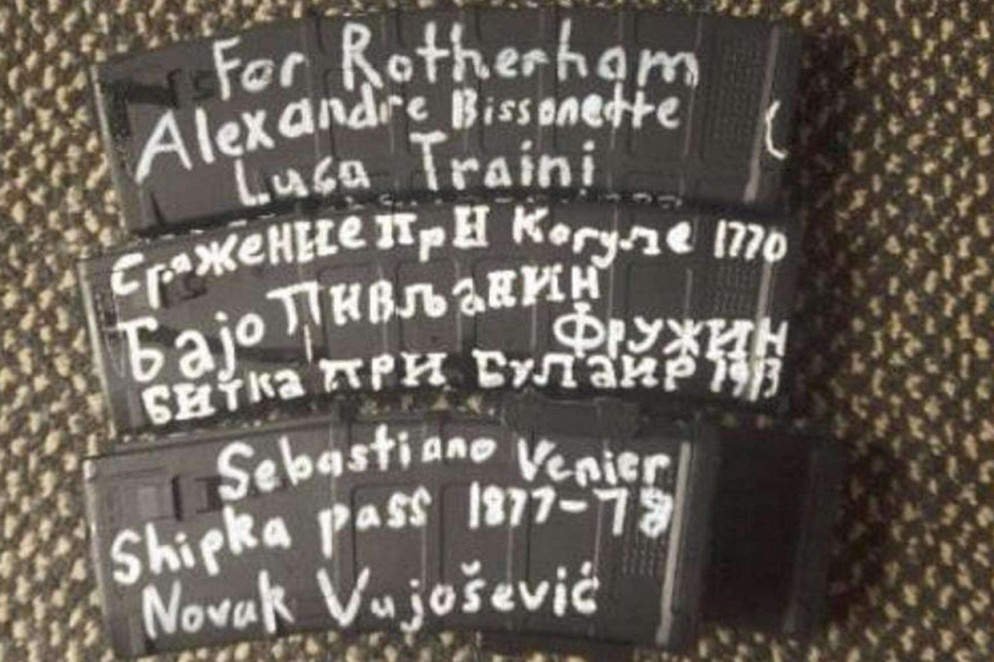 For Rotherham
Alexandre Bissonette
Luca Traini
Сражение при Кагуле 1770
Бајо Пивљанин
Фружин
Битка при Булаир 1913
Sebastiano Venier
Shipka pass 1877-78
Novak Vujošević